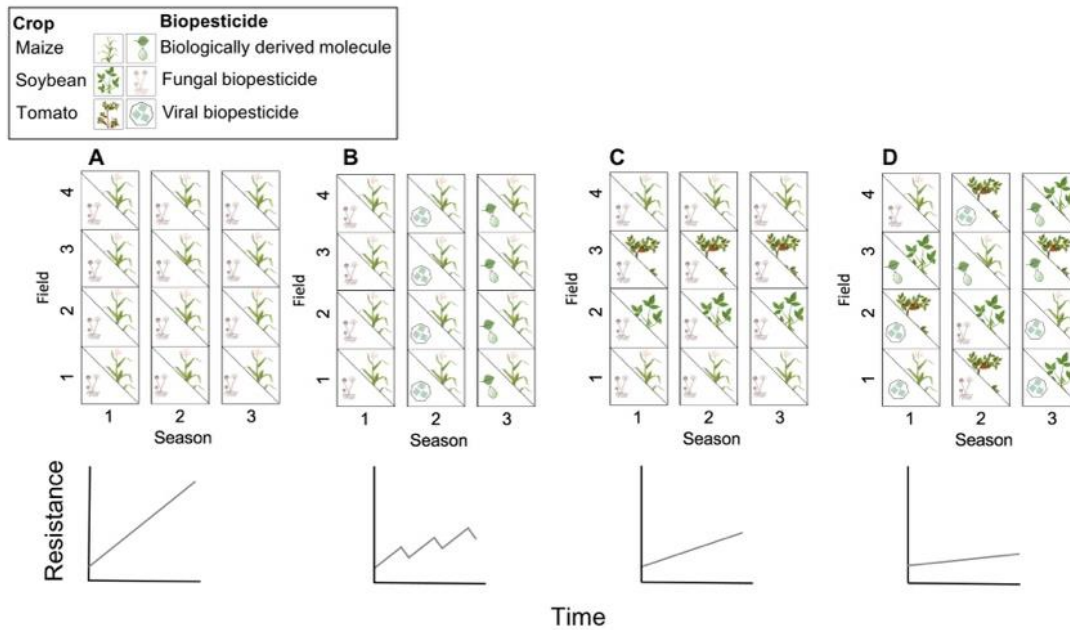 Crop Biopesticide
Maize Biologically derived molecule
Soybean Fungal biopesticide
Tomato Viral biopesticide
A B C D
4 4 4 4
3 3 3 3
Field Field Field Field
2 2 2 2
1 1 1 1
1 2 3 1 2 3 1 2 3 1 2 3
Season Season Season Season
Resistance
Time